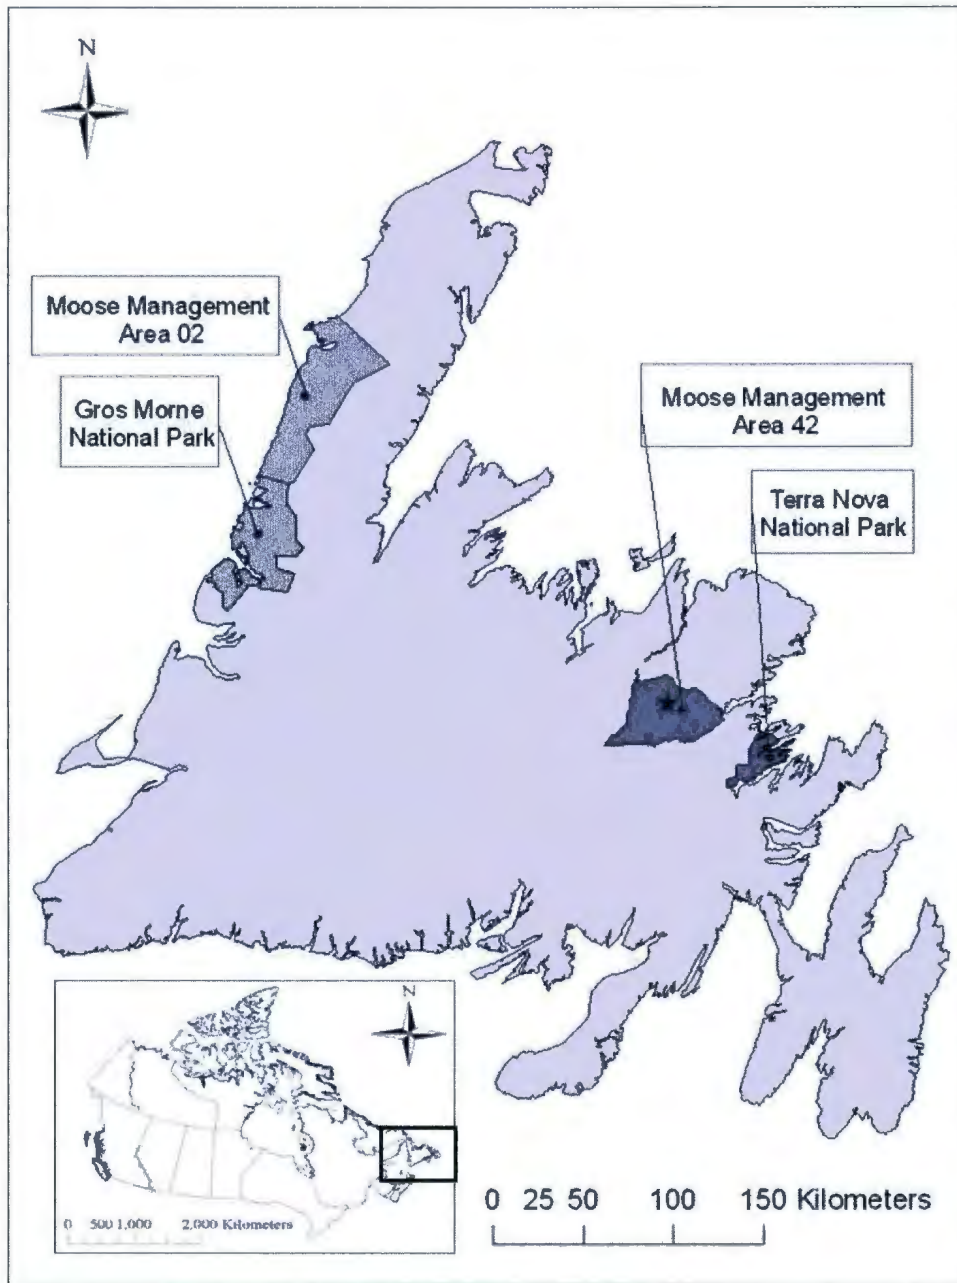 N
Moose Management
Area 02
Gros Morne
National Park
Moose Management
Area 42
Terra Nova
National Park
N
0 500 1,000 2,000 Kilometers
0 25 50 100 150 Kilometers